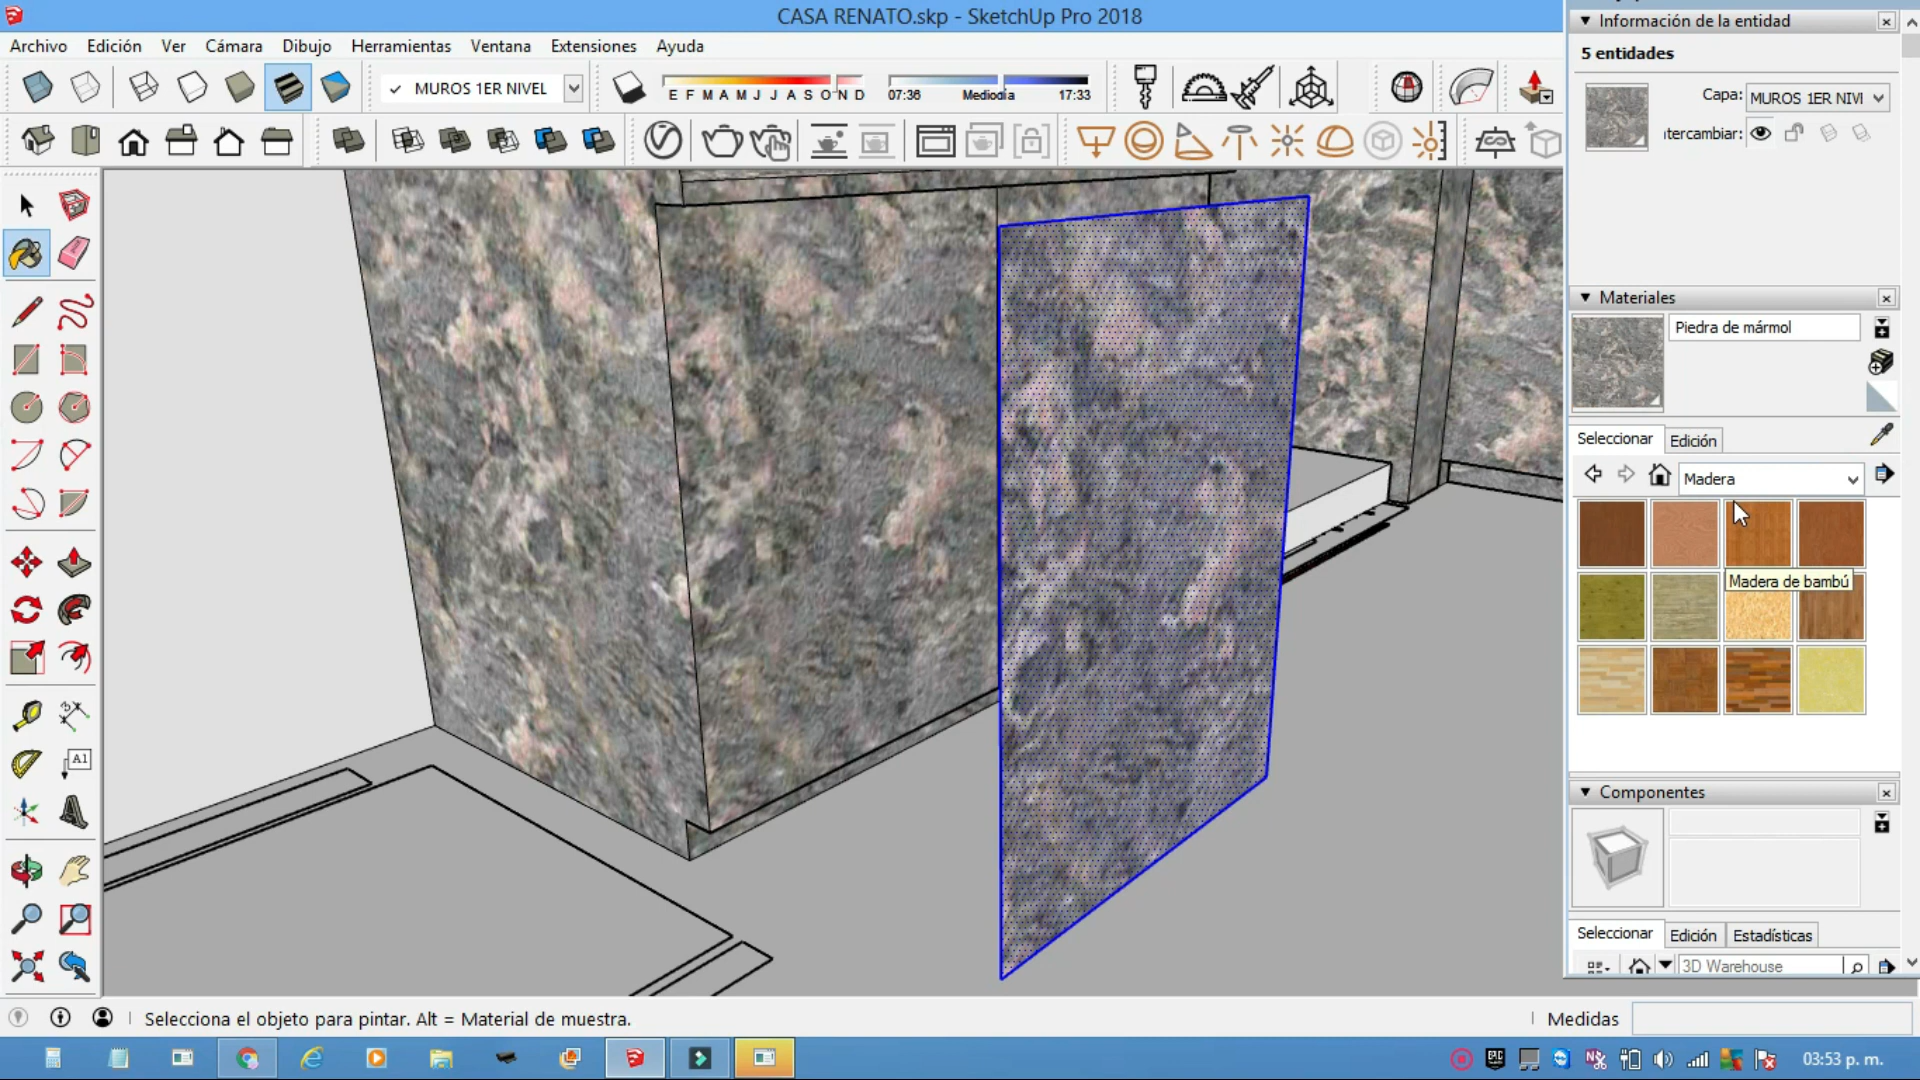 CASA RENATO.skp - SketchUp Pro 2018
Archivo Edición Ver Cámara Dibujo Herramientas Ventana Extensiones Ayuda
✓ MUROS 1ER NIVEL
E F M A M J J A S O N D
07:36 Mediodía 17:33
Información de la entidad
5 entidades
Capa: MUROS 1ER NIVI
ntercambiar:
Materiales
Piedra de mármol
Seleccionar Edición
Madera
Madera de bambú
Componentes
Seleccionar Edición Estadísticas
3D Warehouse
A1
Selecciona el objeto para pintar. Alt = Material de muestra.
Medidas
03:53 p. m.